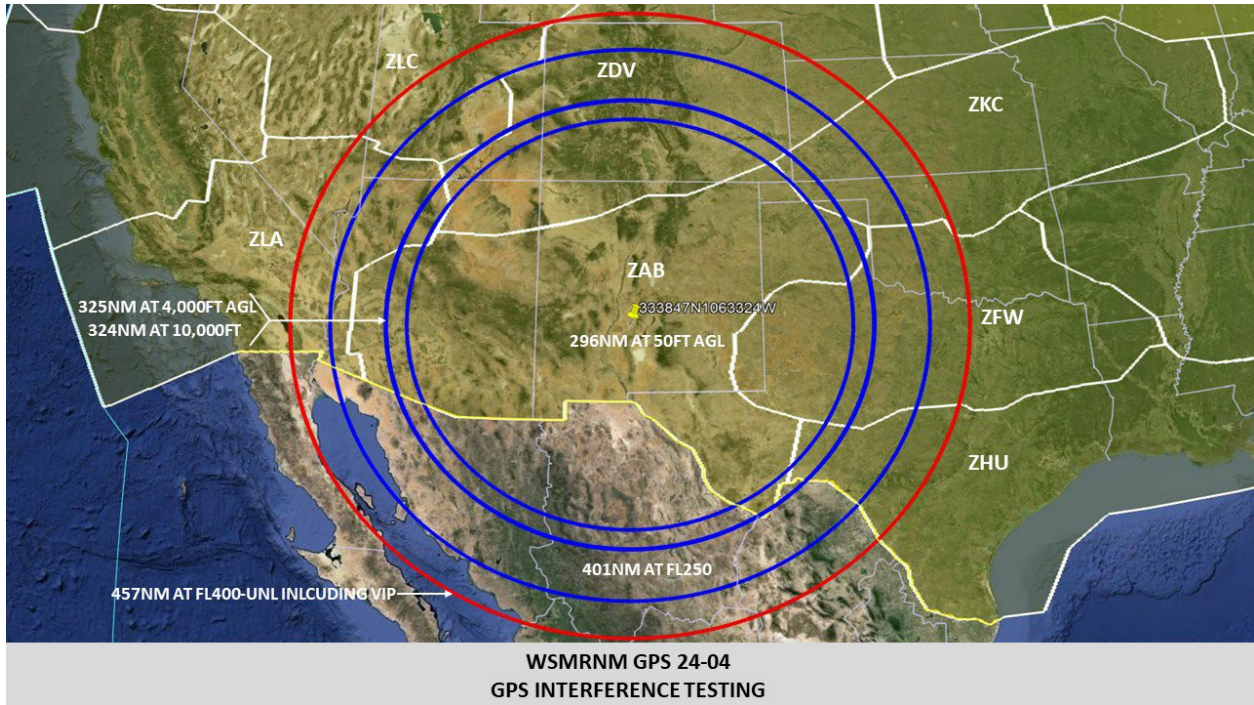 ZLC
ZDV
ZKC
ZLA
ZAB
333847N1063324W
325NM AT 4,000FT AGL
324NM AT 10,000FT
296NM AT 50FT AGL
ZFW
ZHU
401NM AT FL250
457NM AT FL400-UNL INLCUDING VIP
WSMRNM GPS 24-04
GPS INTERFERENCE TESTING